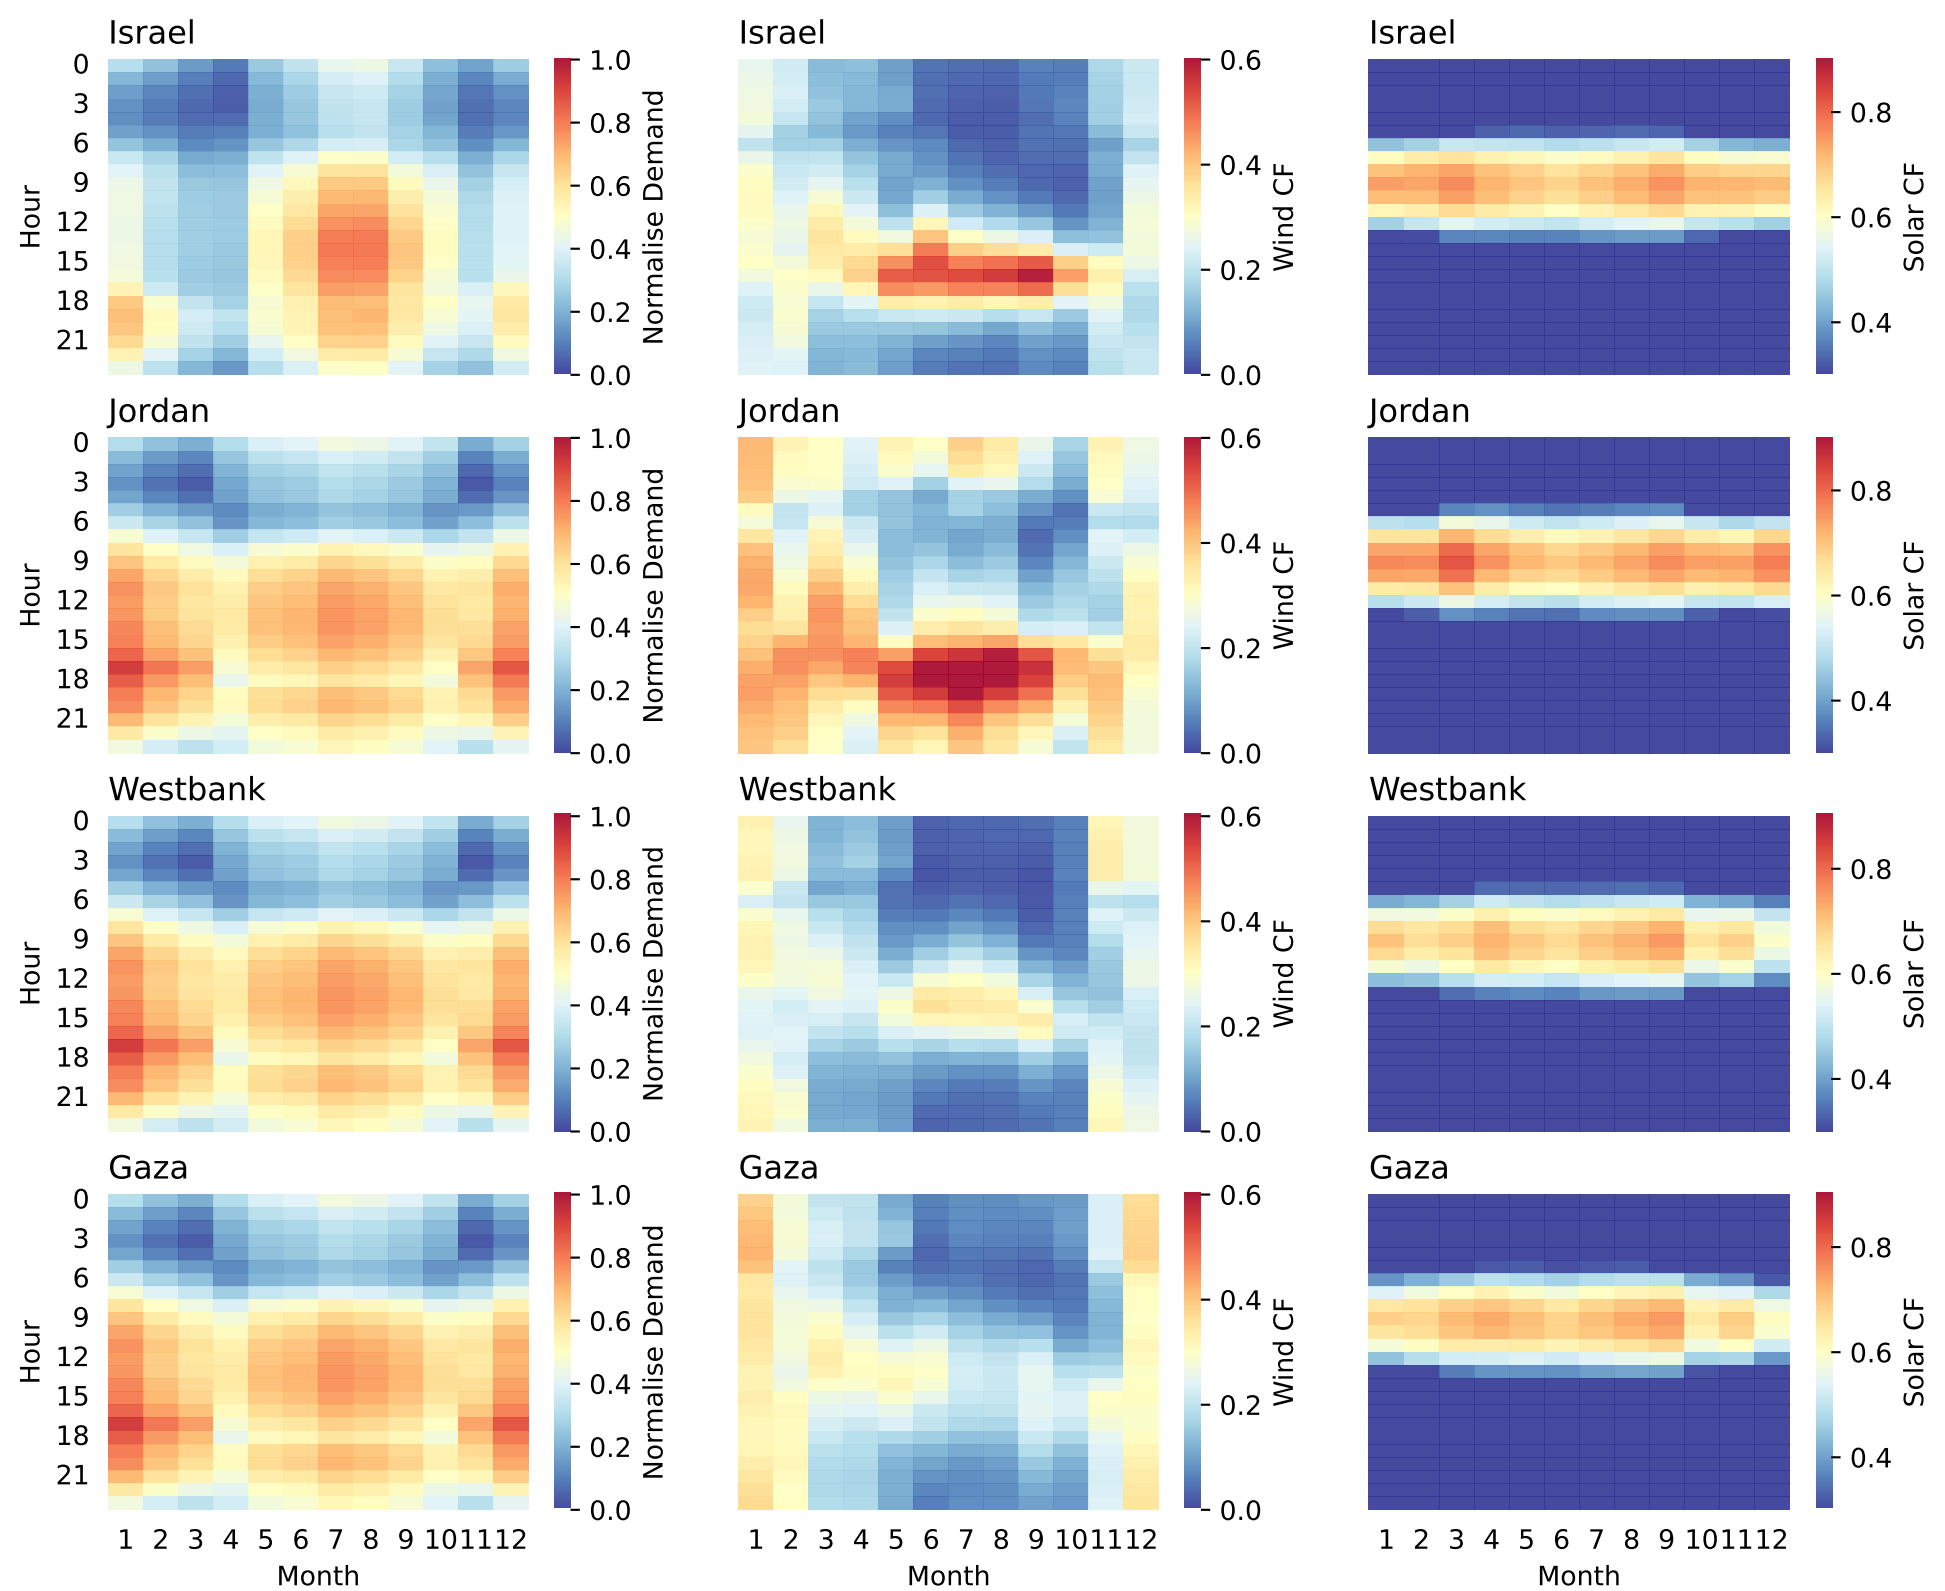 Israel Israel Israel
0 3 6 9 12 15 18 21
Hour
1.0 0.8 0.6 0.4 0.2 0.0
Normalise Demand
0.6 0.4 0.2 0.0
Wind CF
0.8 0.6 0.4
Solar CF
Jordan Jordan Jordan
0 3 6 9 12 15 18 21
Hour
1.0 0.8 0.6 0.4 0.2 0.0
Normalise Demand
0.6 0.4 0.2 0.0
Wind CF
0.8 0.6 0.4
Solar CF
Westbank Westbank Westbank
0 3 6 9 12 15 18 21
Hour
1.0 0.8 0.6 0.4 0.2 0.0
Normalise Demand
0.6 0.4 0.2 0.0
Wind CF
0.8 0.6 0.4
Solar CF
Gaza Gaza Gaza
0 3 6 9 12 15 18 21
Hour
1.0 0.8 0.6 0.4 0.2 0.0
Normalise Demand
0.6 0.4 0.2 0.0
Wind CF
0.8 0.6 0.4
Solar CF
1 2 3 4 5 6 7 8 9 10 11 12 1 2 3 4 5 6 7 8 9 10 11 12 1 2 3 4 5 6 7 8 9 10 11 12
Month Month Month